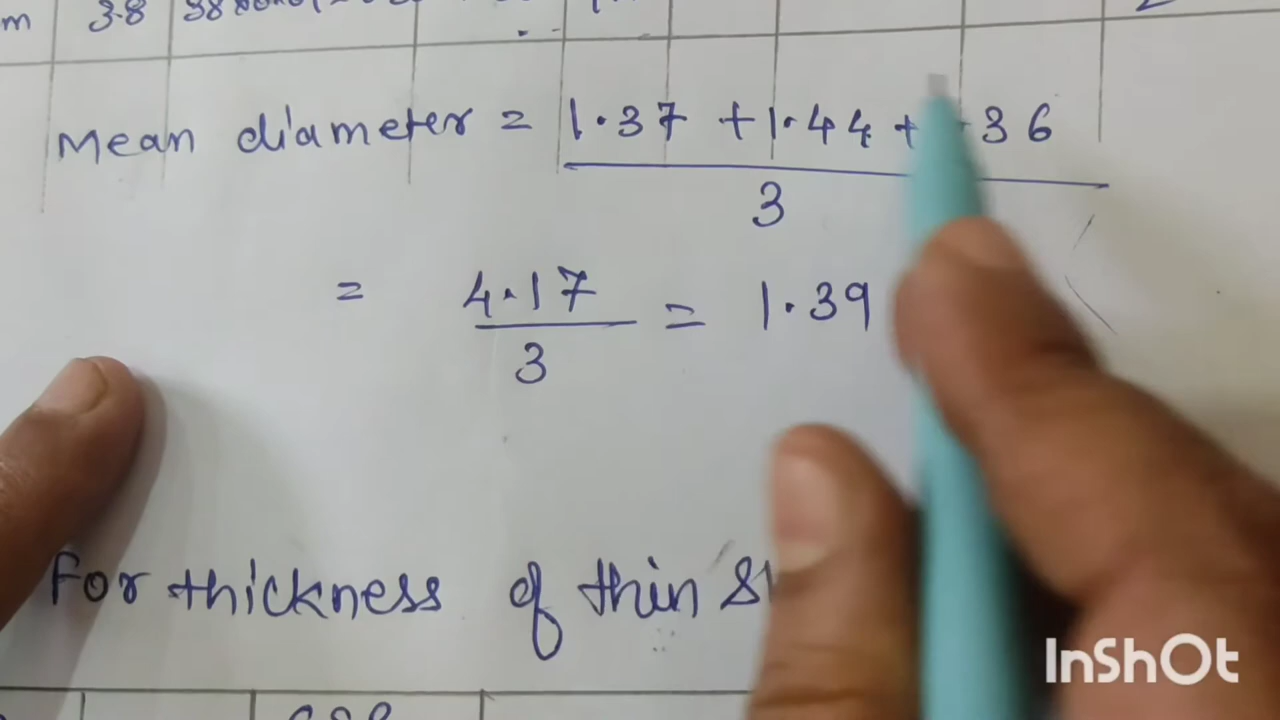 m 3.8
Mean diameter = 1.37 + 1.44 + .36
3
= 4.17 = 1.39
3
For thickness of thin
InShOt